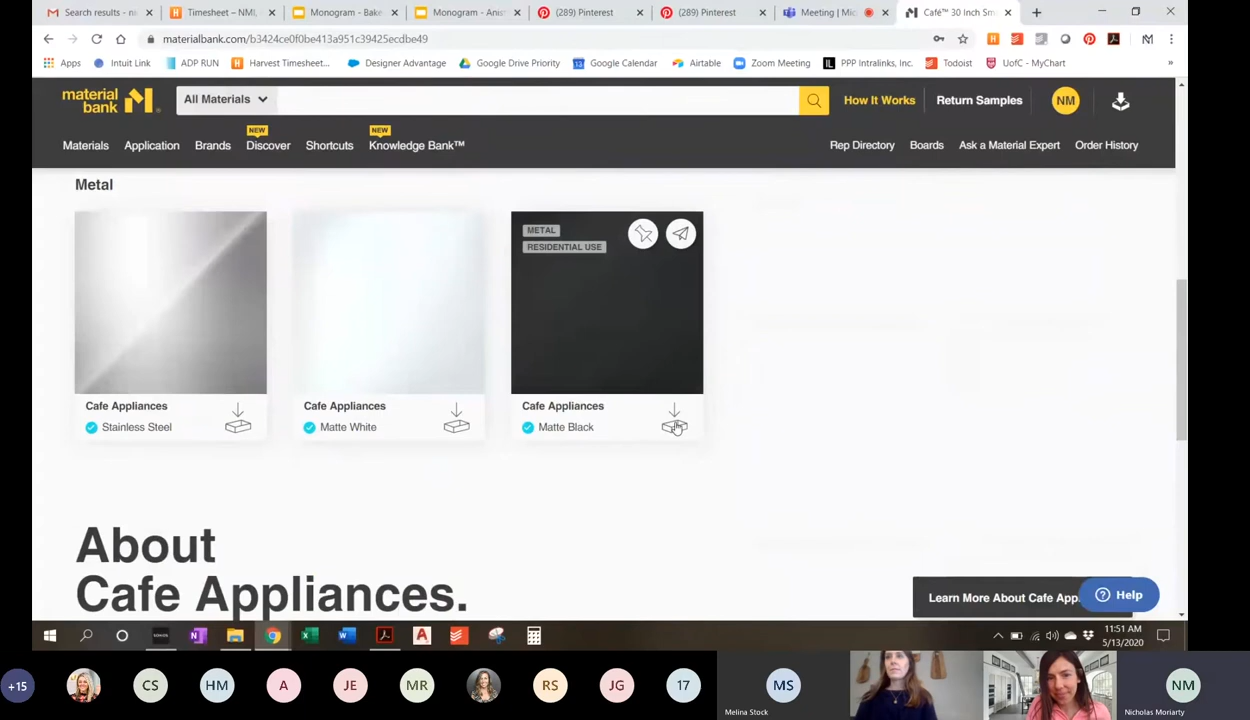 Search results - n
Timesheet – NMI,
Monogram - Bake
Monogram - Anis
(289) Pinterest
(289) Pinterest
Meeting | Mic
Café™ 30 Inch Sm
materialbank.com/b3424ce0f0be413a951c39425ecdbe49
Apps
Intuit Link
ADP RUN
Harvest Timesheet...
Designer Advantage
Google Drive Priority
Google Calendar
Airtable
Zoom Meeting
PPP Intralinks, Inc.
Todoist
UofC - MyChart
»
material bank
All Materials
How It Works
Return Samples
NM
NEW
NEW
Materials
Application
Brands
Discover
Shortcuts
Knowledge Bank™
Rep Directory
Boards
Ask a Material Expert
Order History
Metal
METAL
RESIDENTIAL USE
Cafe Appliances
Stainless Steel
Cafe Appliances
Matte White
Cafe Appliances
Matte Black
About
Cafe Appliances.
Learn More About Cafe App
Help
11:51 AM
5/13/2020
+15
CS
HM
A
JE
MR
RS
JG
17
MS
Melina Stock
NM
Nicholas Moriarty